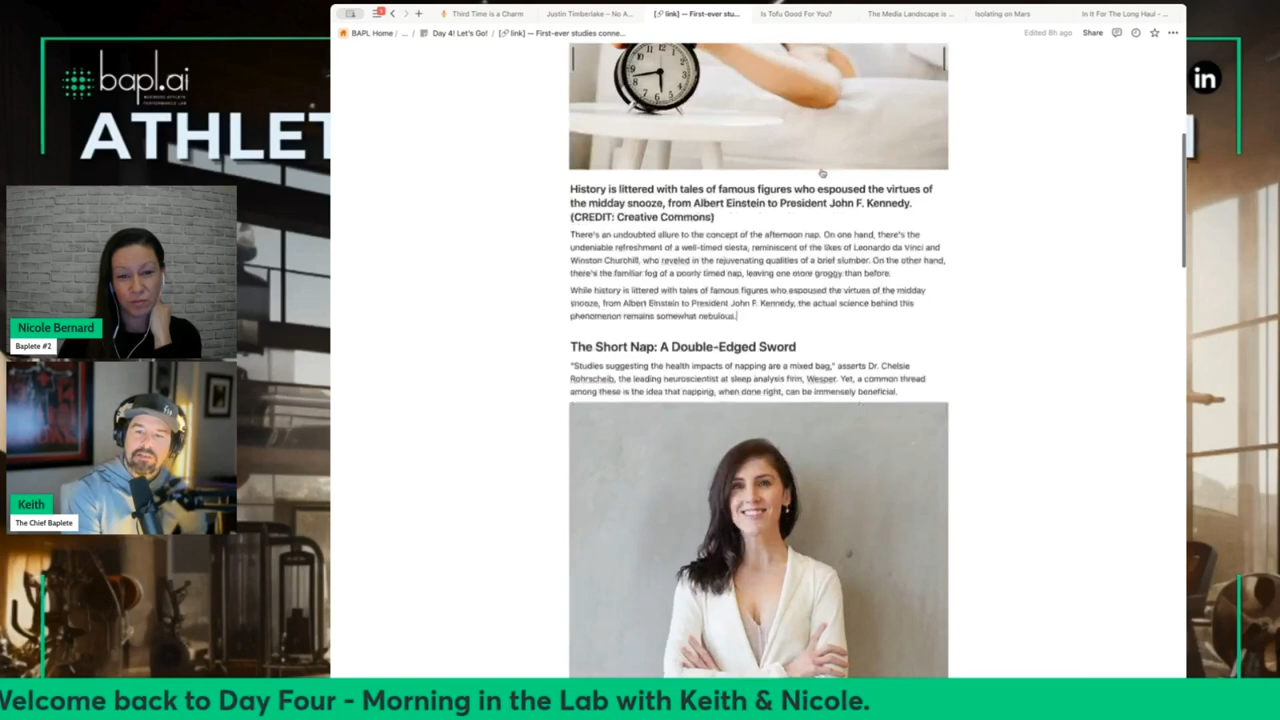 Third Time is a Charm
Justin Timberlake – No A...
[🔗 link] — First-ever stu...
Is Tofu Good For You?
The Media Landscape is ...
Isolating on Mars
In It For The Long Haul - ...
BAPL Home / ... / Day 4! Let's Go! / [🔗 link] — First-ever studies conne...
Edited 8h ago
Share
bapl.ai
ATHLET
in
History is littered with tales of famous figures who espoused the virtues of
the midday snooze, from Albert Einstein to President John F. Kennedy.
(CREDIT: Creative Commons)
There's an undoubted allure to the concept of the afternoon nap. On one hand, there's the
undeniable refreshment of a well-timed siesta, reminiscent of the likes of Leonardo da Vinci and
Winston Churchill, who reveled in the rejuvenating qualities of a brief slumber. On the other hand,
there's the familiar fog of a poorly timed nap, leaving one more groggy than before.
While history is littered with tales of famous figures who espoused the virtues of the midday
snooze, from Albert Einstein to President John F. Kennedy, the actual science behind this
phenomenon remains somewhat nebulous.
The Short Nap: A Double-Edged Sword
"Studies suggesting the health impacts of napping are a mixed bag," asserts Dr. Chelsie
Rohrscheib, the leading neuroscientist at sleep analysis firm, Wesper. Yet, a common thread
among these is the idea that napping, when done right, can be immensely beneficial.
Nicole Bernard
Baplete #2
Keith
The Chief Baplete
Welcome back to Day Four - Morning in the Lab with Keith & Nicole.